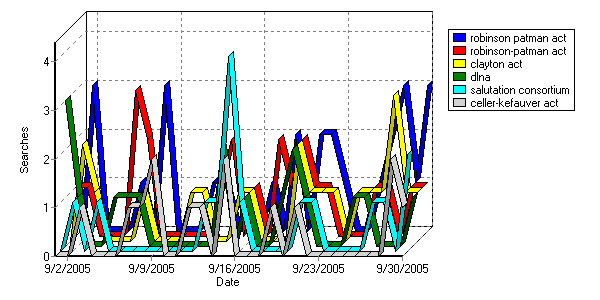 robinson patman act
robinson-patman act
clayton act
dlna
salutation consortium
celler-kefauver act
4
3
2
1
0
Searches
9/2/2005 9/9/2005 9/16/2005 9/23/2005 9/30/2005
Date